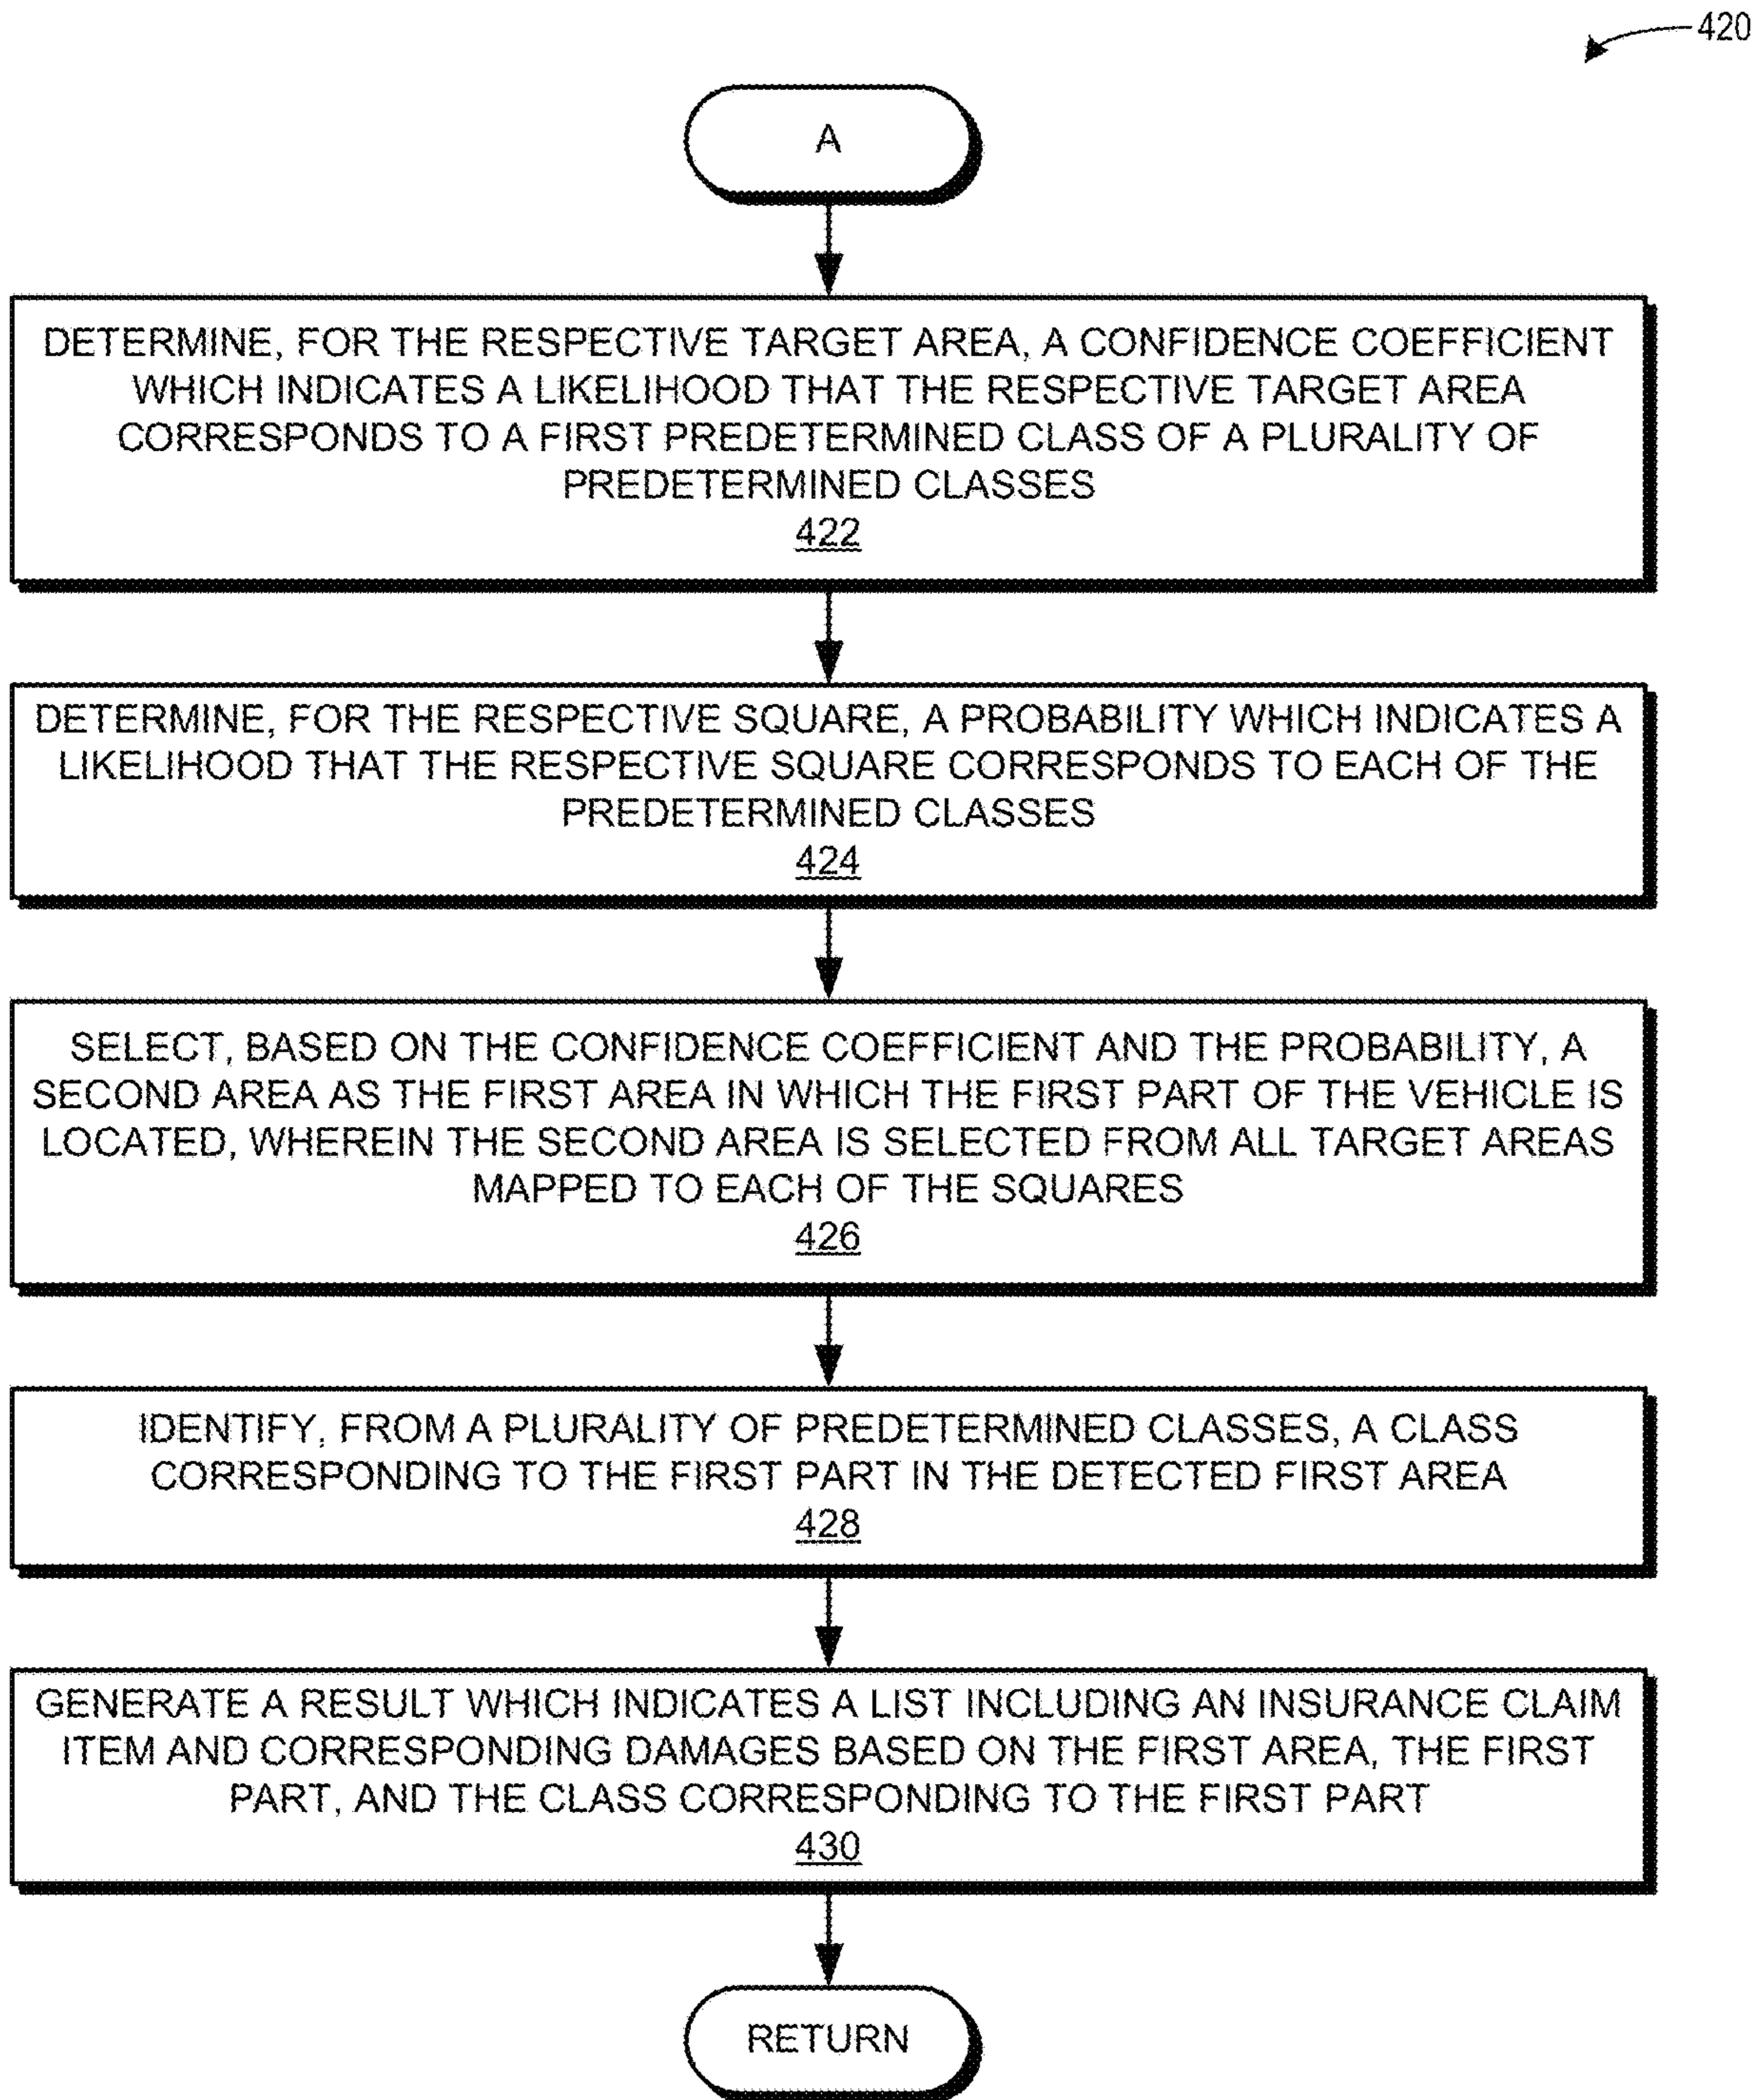 420
A
DETERMINE, FOR THE RESPECTIVE TARGET AREA, A CONFIDENCE COEFFICIENT
WHICH INDICATES A LIKELIHOOD THAT THE RESPECTIVE TARGET AREA
CORRESPONDS TO A FIRST PREDETERMINED CLASS OF A PLURALITY OF
PREDETERMINED CLASSES
422
DETERMINE, FOR THE RESPECTIVE SQUARE, A PROBABILITY WHICH INDICATES A
LIKELIHOOD THAT THE RESPECTIVE SQUARE CORRESPONDS TO EACH OF THE
PREDETERMINED CLASSES
424
SELECT, BASED ON THE CONFIDENCE COEFFICIENT AND THE PROBABILITY, A
SECOND AREA AS THE FIRST AREA IN WHICH THE FIRST PART OF THE VEHICLE IS
LOCATED, WHEREIN THE SECOND AREA IS SELECTED FROM ALL TARGET AREAS
MAPPED TO EACH OF THE SQUARES
426
IDENTIFY, FROM A PLURALITY OF PREDETERMINED CLASSES, A CLASS
CORRESPONDING TO THE FIRST PART IN THE DETECTED FIRST AREA
428
GENERATE A RESULT WHICH INDICATES A LIST INCLUDING AN INSURANCE CLAIM
ITEM AND CORRESPONDING DAMAGES BASED ON THE FIRST AREA, THE FIRST
PART, AND THE CLASS CORRESPONDING TO THE FIRST PART
430
RETURN